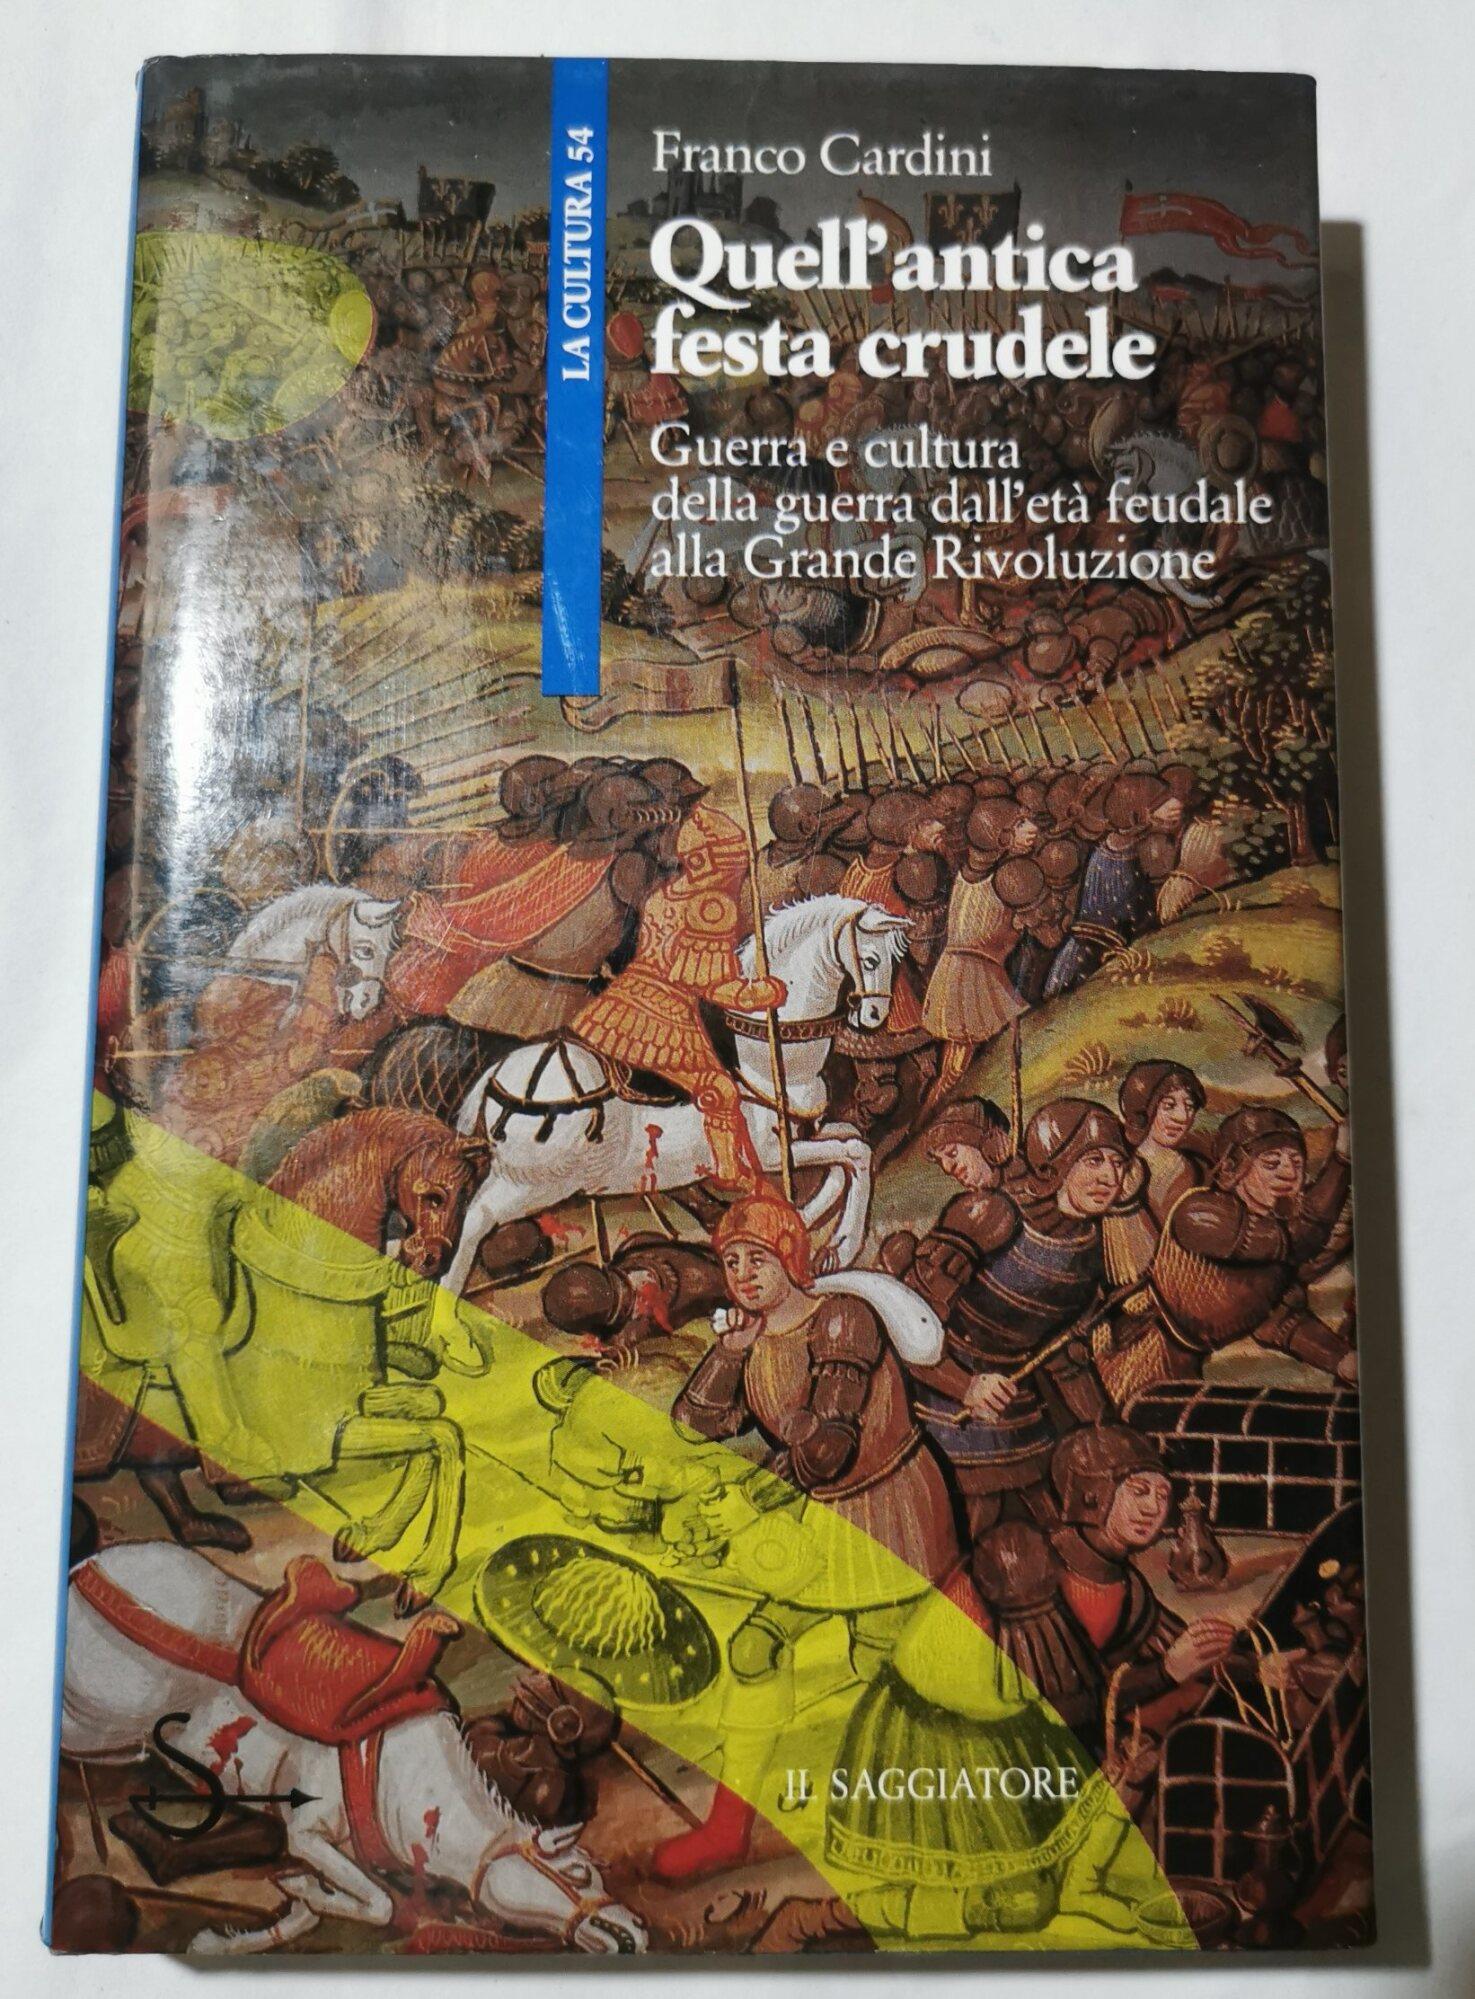 Franco Cardini
Quell'antica
festa crudele
Guerra e cultura
della guerra dall'età feudale
alla Grande Rivoluzione
LA CULTURA 54
IL SAGGIATORE
S